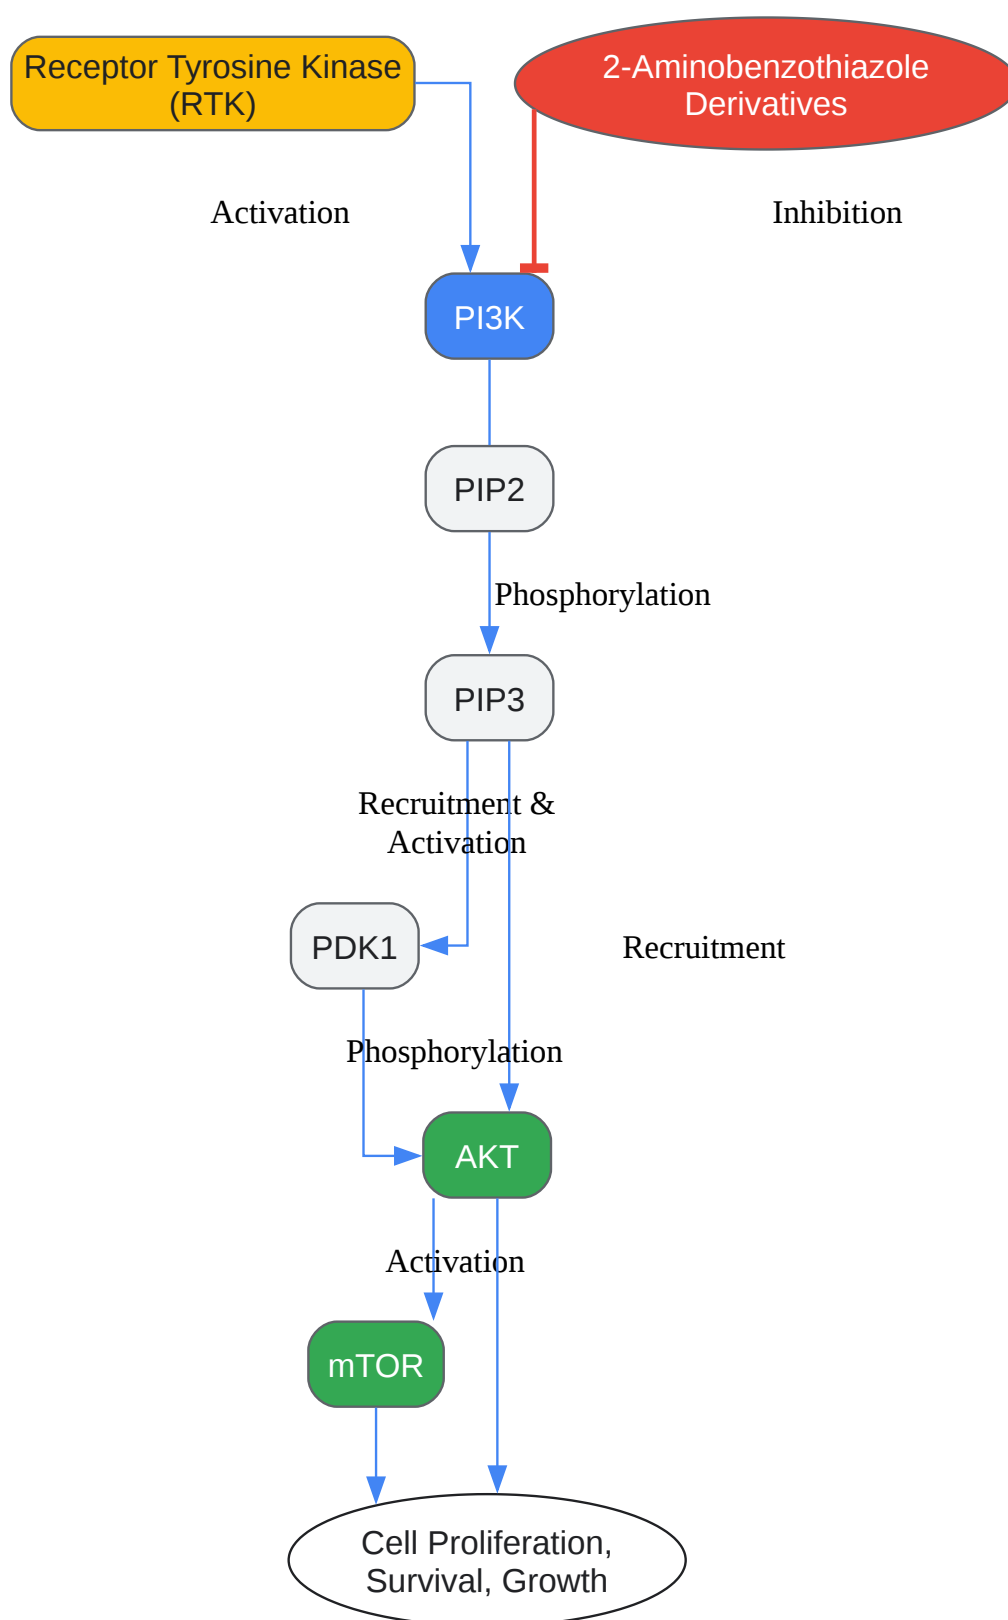 Receptor Tyrosine Kinase
(RTK)
2-Aminobenzothiazole
Derivatives
Activation
Inhibition
PI3K
PIP2
Phosphorylation
PIP3
Recruitment &
Activation
PDK1
Recruitment
Phosphorylation
AKT
Activation
mTOR
Cell Proliferation,
Survival, Growth